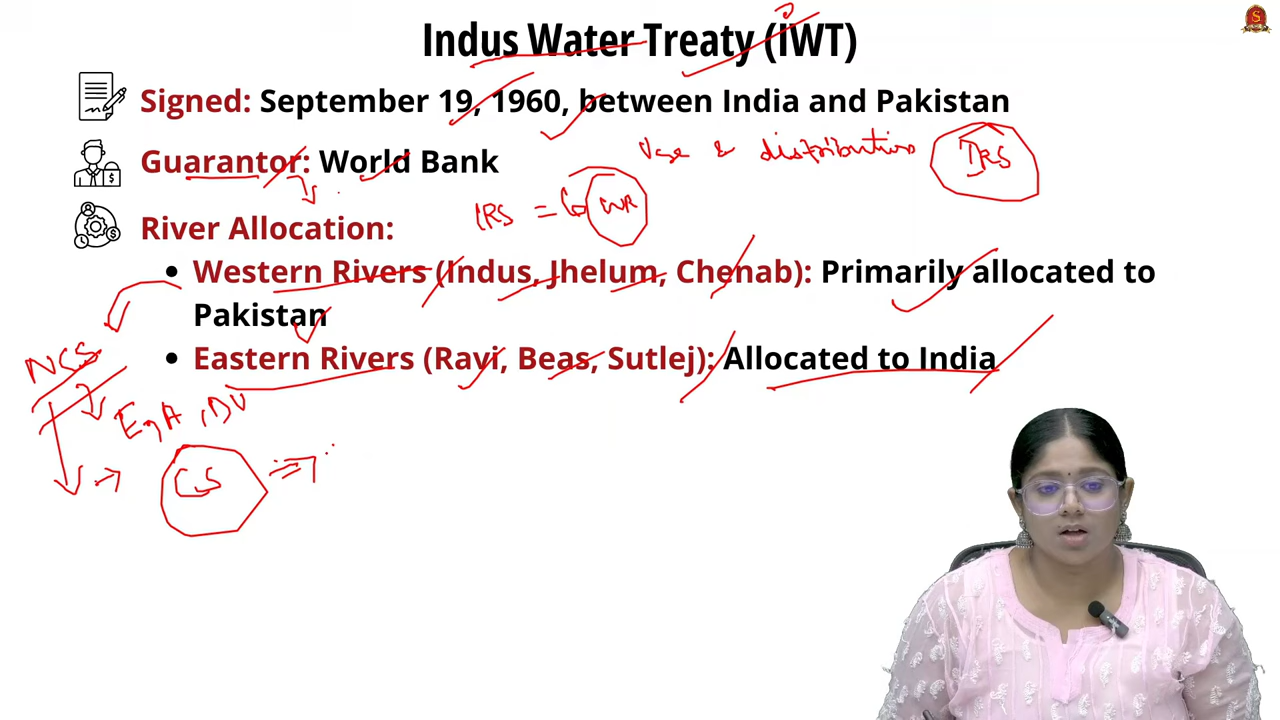 Indus Water Treaty (IWT)
Signed: September 19, 1960, between India and Pakistan
Use & distribution IRS
Guarantor: World Bank
IRS = 6 WR
River Allocation:
Western Rivers (Indus, Jhelum, Chenab): Primarily allocated to
Pakistan
Eastern Rivers (Ravi, Beas, Sutlej): Allocated to India
NCS